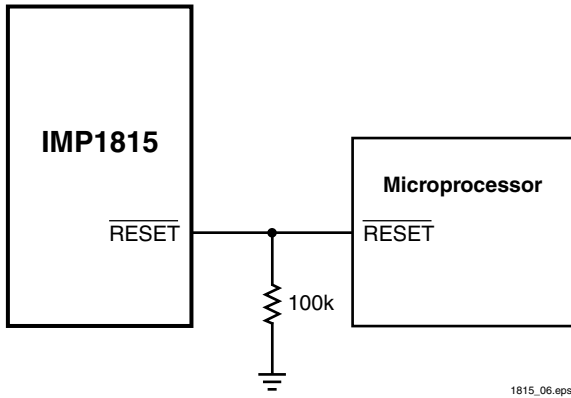 IMP1815
Microprocessor
RESET
RESET
100k
1815_06.eps